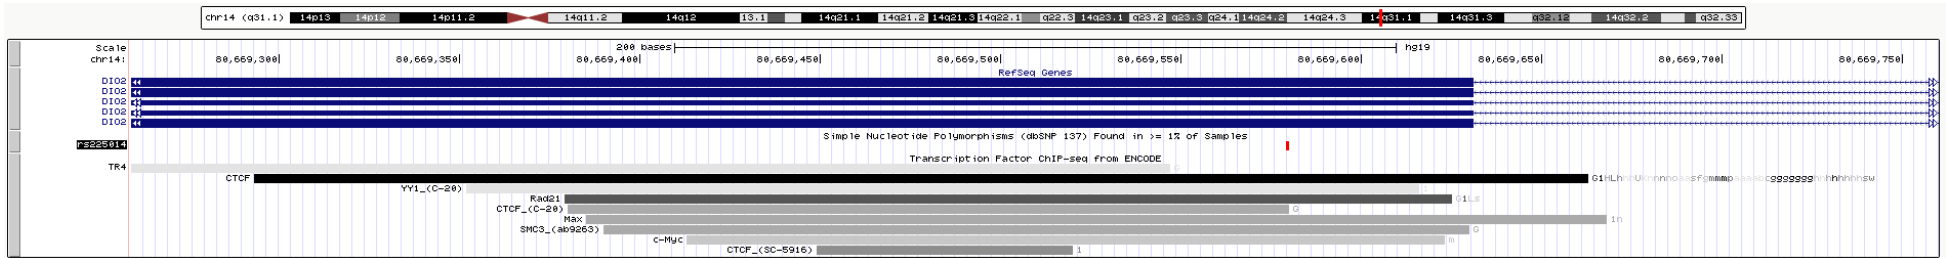 chr14 (q31.1) 14p13 14p12 14p11.2 14q11.2 14q12 13.1 14q21.1 14q21.2 14q21.3 14q22.1 q22.3 14q23.1 q23.2 q23.3 q24.1 14q24.2 14q24.3 14q31.1 14q31.3 q32.12 14q32.2 q32.33
Scale 200 bases hg19
chr14: 80,669,300 80,669,350 80,669,400 80,669,450 80,669,500 80,669,550 80,669,600 80,669,650 80,669,700 80,669,750
RefSeq Genes
DIO2
DIO2
DIO2
DIO2
DIO2
Simple Nucleotide Polymorphisms (dbSNP 137) Found in >= 1% of Samples
rs225014
Transcription Factor ChIP-seq from ENCODE
TR4 G
CTCF
YY1_(C-20)
Rad21 G1Ls
CTCF_(C-20) G
Max 1n
SMC3_(ab9263) G
c-Myc m
CTCF_(SC-5916) 1